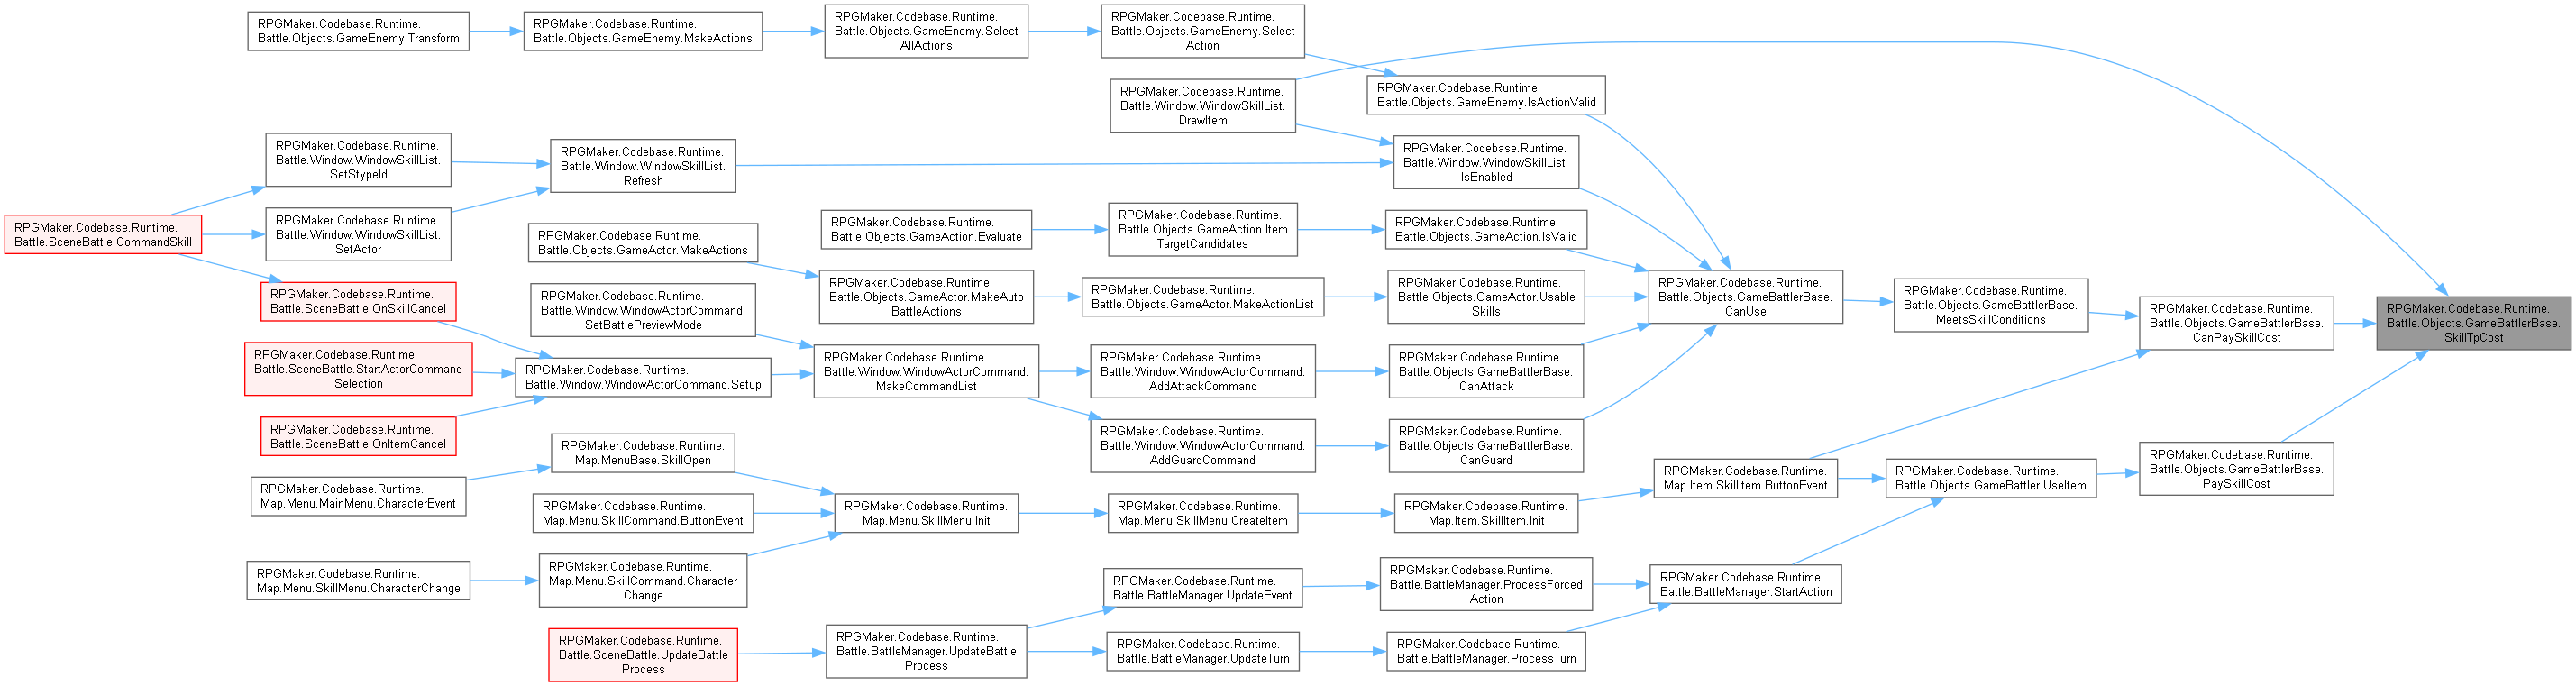 RPGMaker.Codebase.Runtime.
Battle.Objects.GameEnemy.Transform
RPGMaker.Codebase.Runtime.
Battle.Objects.GameEnemy.MakeActions
RPGMaker.Codebase.Runtime.
Battle.Objects.GameEnemy.Select
AllActions
RPGMaker.Codebase.Runtime.
Battle.Objects.GameEnemy.Select
Action
RPGMaker.Codebase.Runtime.
Battle.Objects.GameEnemy.IsActionValid
RPGMaker.Codebase.Runtime.
Battle.Window.WindowSkillList.
DrawItem
RPGMaker.Codebase.Runtime.
Battle.Window.WindowSkillList.
SetStypeId
RPGMaker.Codebase.Runtime.
Battle.Window.WindowSkillList.
Refresh
RPGMaker.Codebase.Runtime.
Battle.Window.WindowSkillList.
IsEnabled
RPGMaker.Codebase.Runtime.
Battle.SceneBattle.CommandSkill
RPGMaker.Codebase.Runtime.
Battle.Window.WindowSkillList.
SetActor
RPGMaker.Codebase.Runtime.
Battle.Objects.GameActor.MakeActions
RPGMaker.Codebase.Runtime.
Battle.Objects.GameAction.Evaluate
RPGMaker.Codebase.Runtime.
Battle.Objects.GameAction.Item
TargetCandidates
RPGMaker.Codebase.Runtime.
Battle.Objects.GameAction.IsValid
RPGMaker.Codebase.Runtime.
Battle.SceneBattle.OnSkillCancel
RPGMaker.Codebase.Runtime.
Battle.Window.WindowActorCommand.
SetBattlePreviewMode
RPGMaker.Codebase.Runtime.
Battle.Objects.GameActor.MakeAuto
BattleActions
RPGMaker.Codebase.Runtime.
Battle.Objects.GameActor.MakeActionList
RPGMaker.Codebase.Runtime.
Battle.Objects.GameActor.Usable
Skills
RPGMaker.Codebase.Runtime.
Battle.Objects.GameBattlerBase.
CanUse
RPGMaker.Codebase.Runtime.
Battle.Objects.GameBattlerBase.
MeetsSkillConditions
RPGMaker.Codebase.Runtime.
Battle.Objects.GameBattlerBase.
CanPaySkillCost
RPGMaker.Codebase.Runtime.
Battle.Objects.GameBattlerBase.
SkillTpCost
RPGMaker.Codebase.Runtime.
Battle.SceneBattle.StartActorCommand
Selection
RPGMaker.Codebase.Runtime.
Battle.Window.WindowActorCommand.Setup
RPGMaker.Codebase.Runtime.
Battle.Window.WindowActorCommand.
MakeCommandList
RPGMaker.Codebase.Runtime.
Battle.Window.WindowActorCommand.
AddAttackCommand
RPGMaker.Codebase.Runtime.
Battle.Objects.GameBattlerBase.
CanAttack
RPGMaker.Codebase.Runtime.
Battle.SceneBattle.OnItemCancel
RPGMaker.Codebase.Runtime.
Battle.Window.WindowActorCommand.
AddGuardCommand
RPGMaker.Codebase.Runtime.
Battle.Objects.GameBattlerBase.
CanGuard
RPGMaker.Codebase.Runtime.
Map.MenuBase.SkillOpen
RPGMaker.Codebase.Runtime.
Map.Menu.MainMenu.CharacterEvent
RPGMaker.Codebase.Runtime.
Map.Menu.SkillCommand.ButtonEvent
RPGMaker.Codebase.Runtime.
Map.Menu.SkillMenu.Init
RPGMaker.Codebase.Runtime.
Map.Menu.SkillMenu.CreateItem
RPGMaker.Codebase.Runtime.
Map.Item.SkillItem.Init
RPGMaker.Codebase.Runtime.
Map.Item.SkillItem.ButtonEvent
RPGMaker.Codebase.Runtime.
Battle.Objects.GameBattler.UseItem
RPGMaker.Codebase.Runtime.
Battle.Objects.GameBattlerBase.
PaySkillCost
RPGMaker.Codebase.Runtime.
Map.Menu.SkillMenu.CharacterChange
RPGMaker.Codebase.Runtime.
Map.Menu.SkillCommand.Character
Change
RPGMaker.Codebase.Runtime.
Battle.BattleManager.UpdateEvent
RPGMaker.Codebase.Runtime.
Battle.BattleManager.ProcessForced
Action
RPGMaker.Codebase.Runtime.
Battle.BattleManager.StartAction
RPGMaker.Codebase.Runtime.
Battle.SceneBattle.UpdateBattle
Process
RPGMaker.Codebase.Runtime.
Battle.BattleManager.UpdateBattle
Process
RPGMaker.Codebase.Runtime.
Battle.BattleManager.UpdateTurn
RPGMaker.Codebase.Runtime.
Battle.BattleManager.ProcessTurn